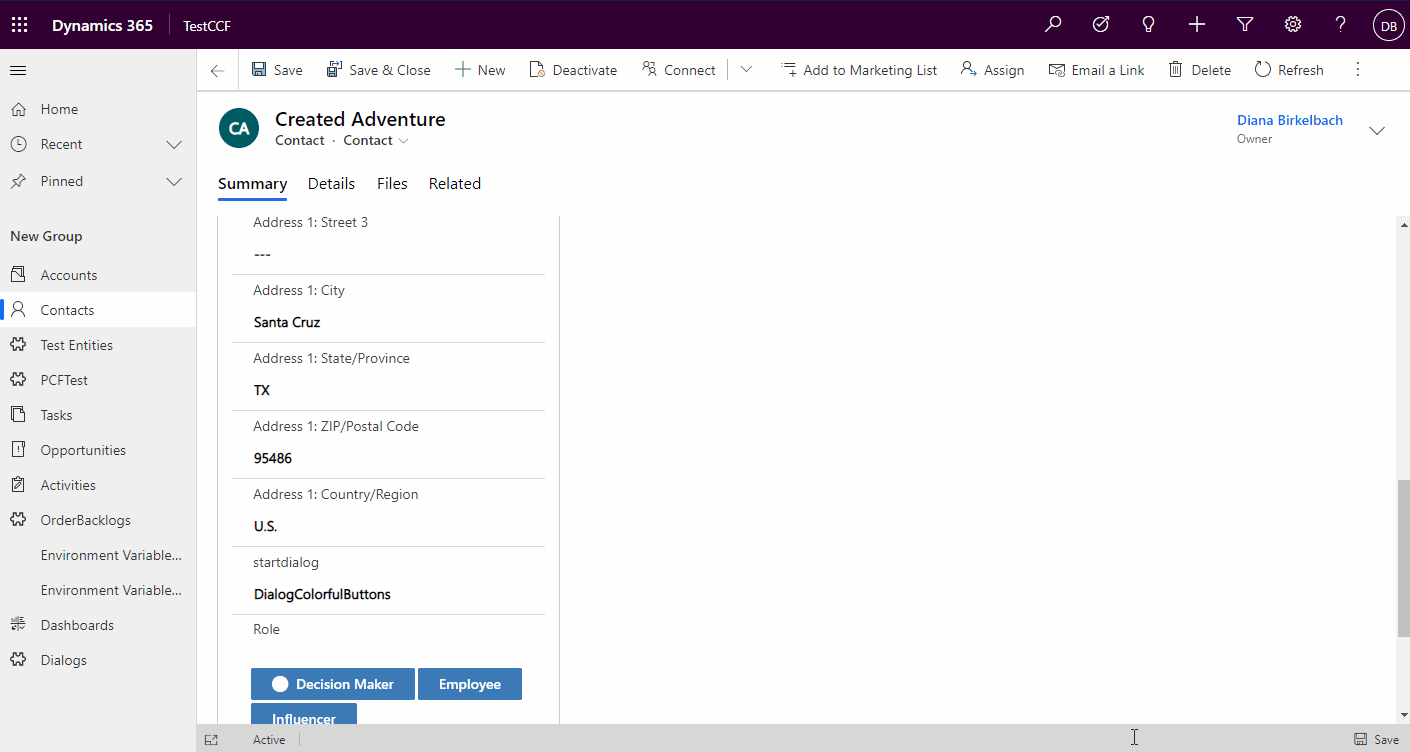 Dynamics 365 TestCCF DB
Save Save & Close New Deactivate Connect Add to Marketing List Assign Email a Link Delete Refresh
Home
Recent
Pinned
New Group
Accounts
Contacts
Test Entities
PCFTest
Tasks
Opportunities
Activities
OrderBacklogs
Environment Variable...
Environment Variable...
Dashboards
Dialogs
CA
Created Adventure
Contact · Contact
Diana Birkelbach
Owner
Summary Details Files Related
Address 1: Street 3
---
Address 1: City
Santa Cruz
Address 1: State/Province
TX
Address 1: ZIP/Postal Code
95486
Address 1: Country/Region
U.S.
startdialog
DialogColorfulButtons
Role
Decision Maker Employee
Influencer
Active Save